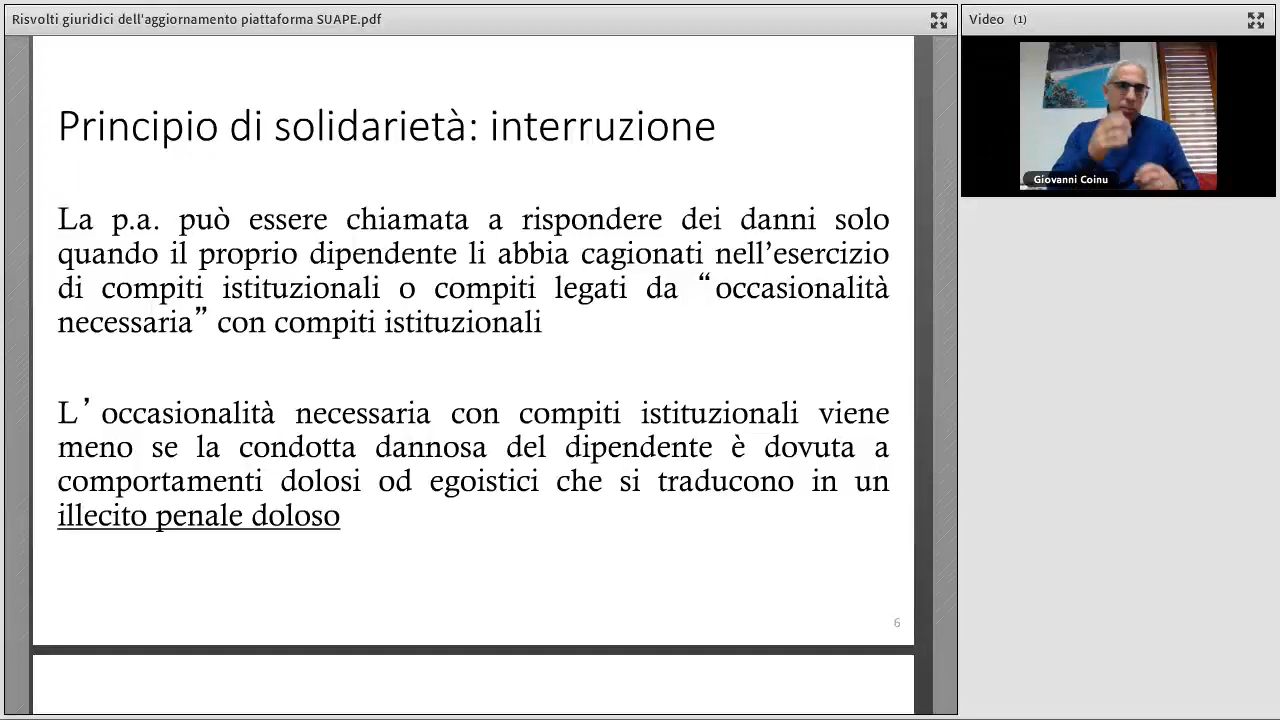 Risvolti giuridici dell'aggiornamento piattaforma SUAPE.pdf
Video (1)
Giovanni Coinu
Principio di solidarietà: interruzione
La p.a. può essere chiamata a rispondere dei danni solo
quando il proprio dipendente li abbia cagionati nell’esercizio
di compiti istituzionali o compiti legati da “occasionalità
necessaria” con compiti istituzionali
L’occasionalità necessaria con compiti istituzionali viene
meno se la condotta dannosa del dipendente è dovuta a
comportamenti dolosi od egoistici che si traducono in un
illecito penale doloso
6